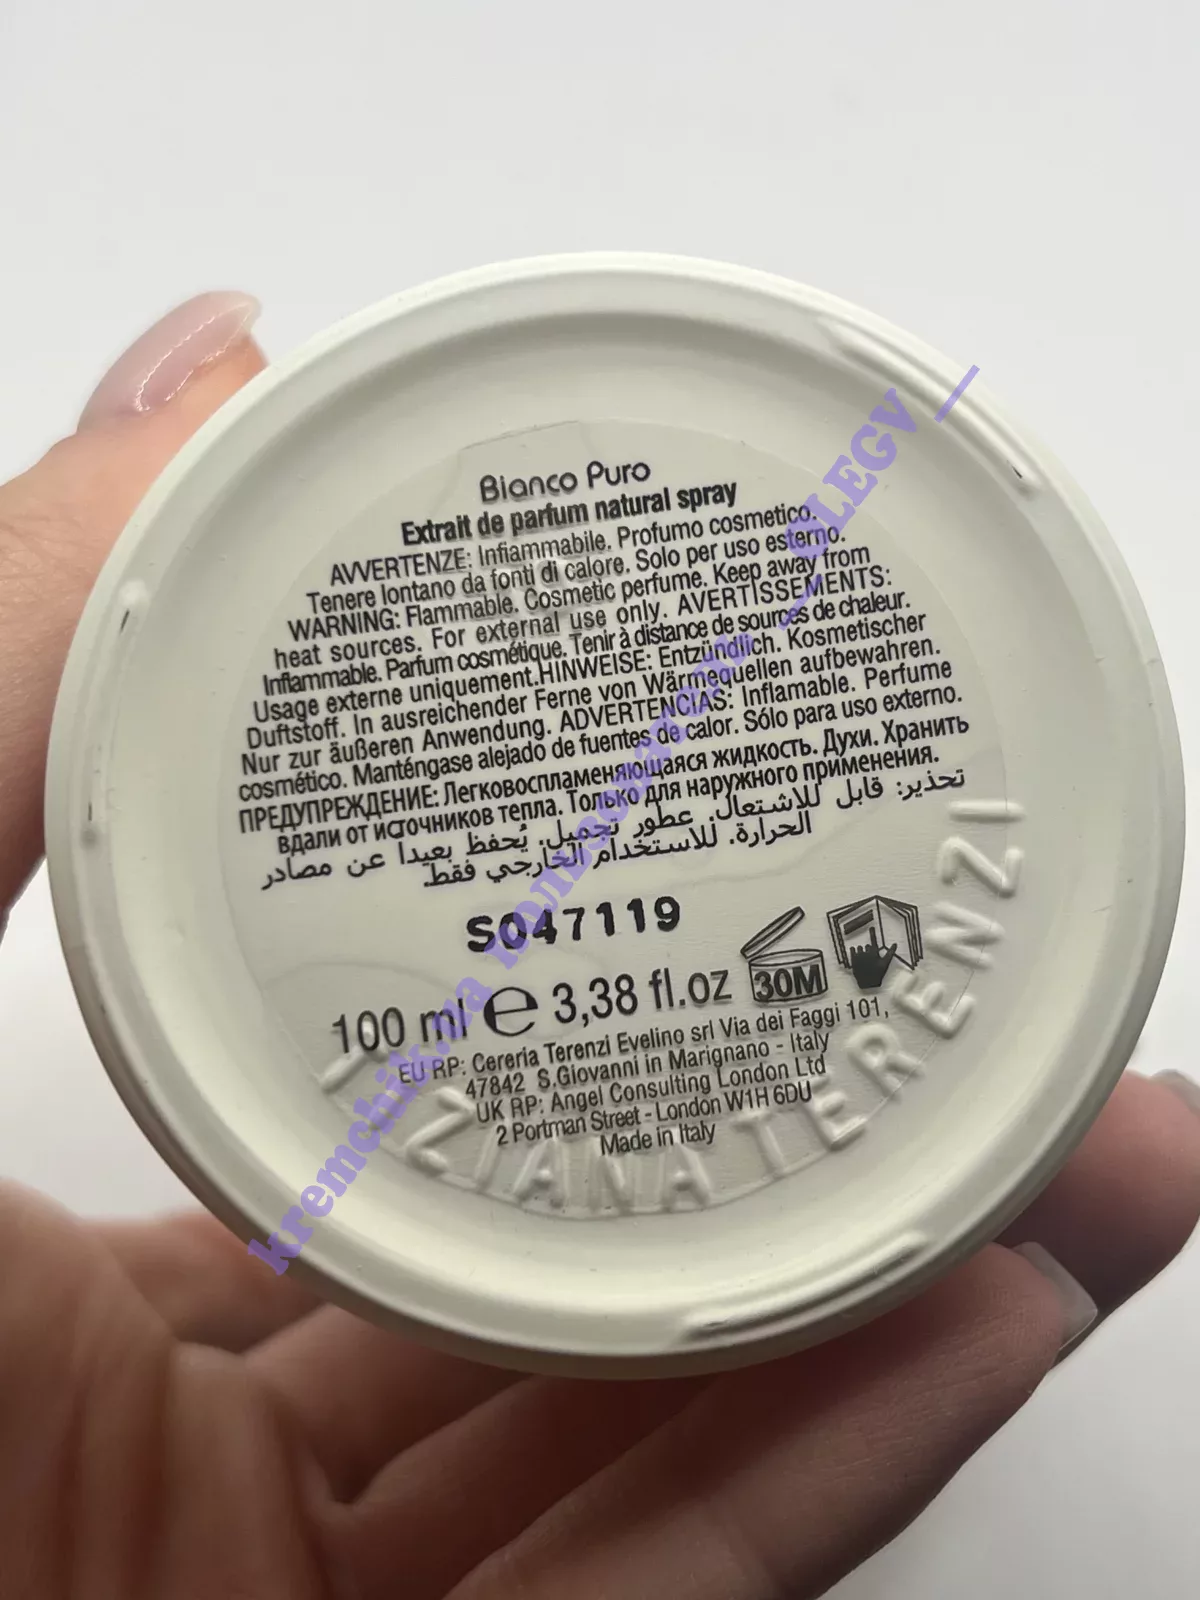 Bianco Puro
Extrait de parfum natural spray
AVVERTENZE: Infiammabile. Profumo cosmetico.
Tenere lontano da fonti di calore. Solo per uso esterno.
WARNING: Flammable. Cosmetic perfume. Keep away from
heat sources. For external use only. AVERTISSEMENTS:
Inflammable. Parfum cosmétique. Tenir à distance de sources de chaleur.
Usage externe uniquement.HINWEISE: Entzündlich. Kosmetischer
Duftstoff. In ausreichender Ferne von Wärmequellen aufbewahren.
Nur zur äußeren Anwendung. ADVERTENCIAS: Inflamable. Perfume
cosmético. Manténgase alejado de fuentes de calor. Sólo para uso externo.
ПРЕДУПРЕЖДЕНИЕ: Легковоспламеняющаяся жидкость. Духи. Хранить
вдали от источников тепла. Только для наружного применения.
تحذير: قابل للاشتعال. عطور تجميل. يُحفظ بعيدا عن مصادر
الحرارة. للاستخدام الخارجي فقط.
S047119
100 ml e 3,38 fl.oz 30M
EU RP: Cereria Terenzi Evelino srl Via dei Faggi 101,
47842 S.Giovanni in Marignano - Italy
UK RP: Angel Consulting London Ltd
2 Portman Street - London W1H 6DU
Made in Italy
TIZIANA TERENZI
kremchik.ua